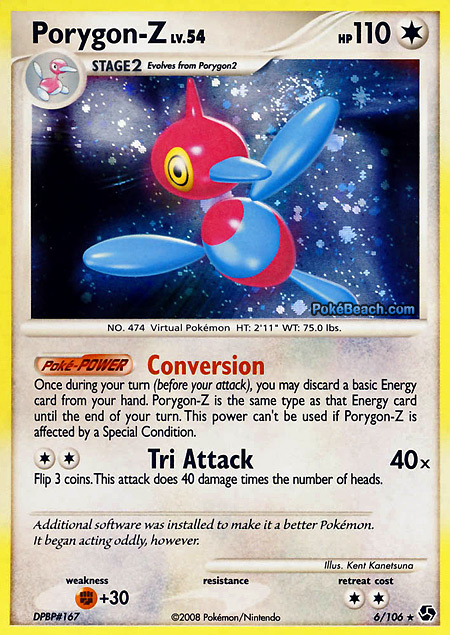 Porygon-Z LV.54 HP 110
STAGE2 Evolves from Porygon2
PokéBeach.com
NO. 474 Virtual Pokémon HT: 2'11" WT: 75.0 lbs.
Poké-POWER Conversion
Once during your turn (before your attack), you may discard a basic Energy
card from your hand. Porygon-Z is the same type as that Energy card
until the end of your turn. This power can't be used if Porygon-Z is
affected by a Special Condition.
Tri Attack 40x
Flip 3 coins. This attack does 40 damage times the number of heads.
Additional software was installed to make it a better Pokémon.
It began acting oddly, however.
Illus. Kent Kanetsuna
weakness resistance retreat cost
+30
DPBP#167 ©2008 Pokémon/Nintendo 6/106 ★